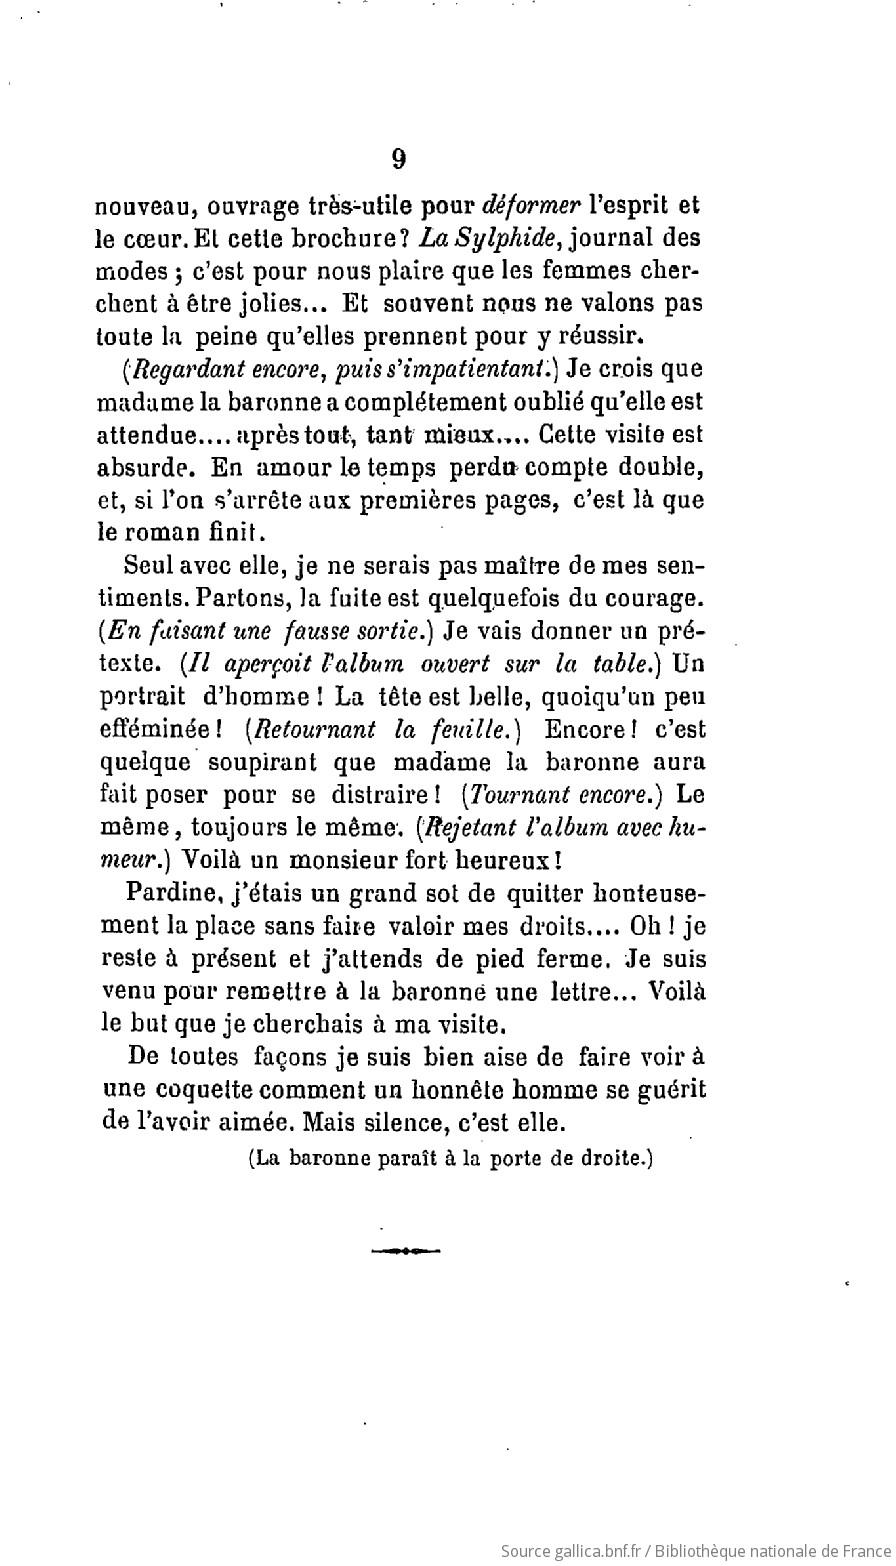 9
nouveau, ouvrage très-utile pour déformer l'esprit et
le cœur. Et cette brochure? La Sylphide, journal des
modes ; c'est pour nous plaire que les femmes cher-
chent à être jolies... Et souvent nous ne valons pas
toute la peine qu'elles prennent pour y réussir.
(Regardant encore, puis s'impatientant.) Je crois que
madame la baronne a complétement oublié qu'elle est
attendue.... après tout, tant mieux.... Cette visite est
absurde. En amour le temps perdu compte double,
et, si l'on s'arrête aux premières pages, c'est là que
le roman finit.
Seul avec elle, je ne serais pas maître de mes sen-
timents. Partons, la fuite est quelquefois du courage.
(En faisant une fausse sortie.) Je vais donner un pré-
texte. (Il aperçoit l'album ouvert sur la table.) Un
portrait d'homme ! La tête est belle, quoiqu'un peu
efféminée ! (Retournant la feuille.) Encore ! c'est
quelque soupirant que madame la baronne aura
fait poser pour se distraire ! (Tournant encore.) Le
même, toujours le même. (Rejetant l'album avec hu-
meur.) Voilà un monsieur fort heureux !
Pardine, j'étais un grand sot de quitter honteuse-
ment la place sans faire valoir mes droits.... Oh ! je
reste à présent et j'attends de pied ferme. Je suis
venu pour remettre à la baronne une lettre... Voilà
le but que je cherchais à ma visite.
De toutes façons je suis bien aise de faire voir à
une coquette comment un honnête homme se guérit
de l'avoir aimée. Mais silence, c'est elle.
(La baronne paraît à la porte de droite.)
Source gallica.bnf.fr / Bibliothèque nationale de France